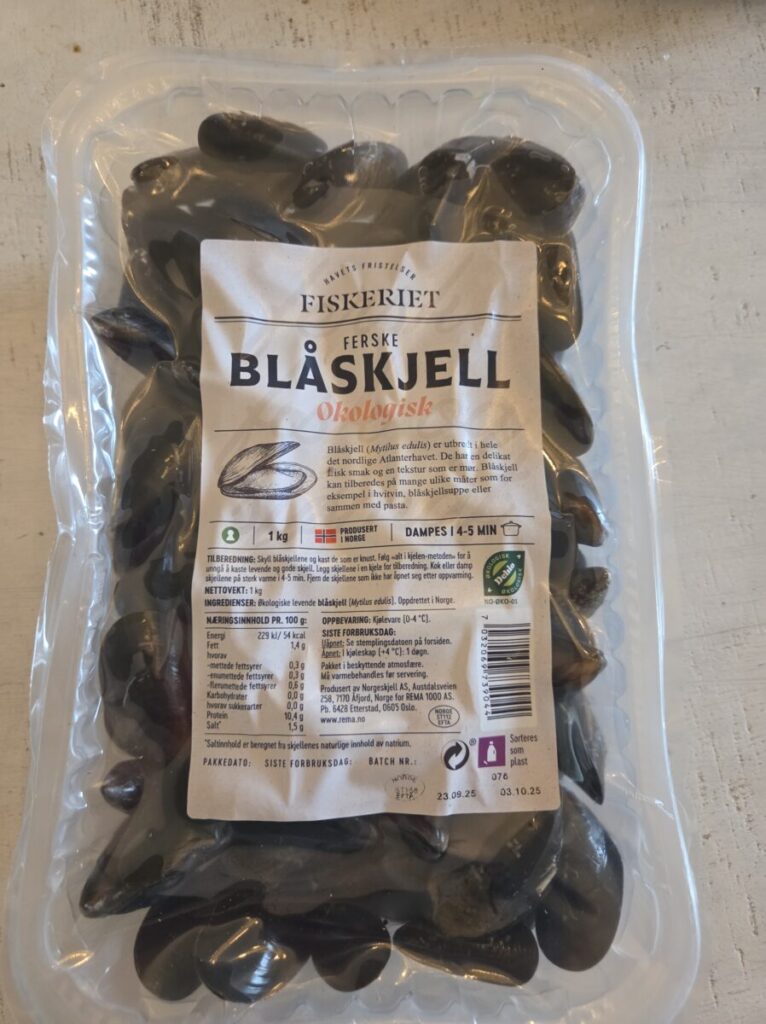 HAVETS FRISTELSER
FISKERIET
FERSKE
BLÅSKJELL
Økologisk
Blåskjell (Mytilus edulis) er utbredt i hele
det nordlige Atlanterhavet. De har en delikat
frisk smak og en tekstur som er mør. Blåskjell
kan tilberedes på mange ulike måter som for
eksempel i hvitvin, blåskjellsuppe eller
sammen med pasta.
1 kg
PRODUSERT
I NORGE
DAMPES I 4-5 MIN
TILBEREDNING: Skyll blåskjellene og kast de som er knust. Følg «alt i kjelen-metoden» for å
unngå å kaste levende og gode skjell. Legg skjellene i en kjele for tilberedning. Kok eller damp
skjellene på sterk varme i 4-5 min. Fjern de skjellene som ikke har åpnet seg etter oppvarming.
NETTOVEKT: 1 kg
INGREDIENSER: Økologiske levende blåskjell (Mytilus edulis). Oppdrettet i Norge.
ØKOLOGISK
Debio
NO-ØKO-01
NÆRINGSINNHOLD PR. 100 g:
Energi 229 kJ/ 54 kcal
Fett 1,4 g
hvorav
-mettede fettsyrer 0,3 g
-enumettede fettsyrer 0,3 g
-flerumettede fettsyrer 0,6 g
Karbohydrater 0,0 g
hvorav sukkerarter 0,0 g
Protein 10,4 g
Salt* 1,5 g
OPPBEVARING: Kjølevare (0-4 °C).
SISTE FORBRUKSDAG:
Uåpnet: Se stemplingsdatoen på forsiden.
Åpnet: I kjøleskap (+4 °C): 1 døgn.
Pakket i beskyttende atmosfære.
Må varmebehandles før servering.
Produsert av Norgeskjell AS, Austdalsveien
258, 7170 Åfjord, Norge for REMA 1000 AS.
Pb. 6428 Etterstad, 0605 Oslo.
www.rema.no
NORGE
ST112
EFTA
7 032069 739044
*Saltinnhold er beregnet fra skjellenes naturlige innhold av natrium.
Sorteres
som
plast
PAKKEDATO: SISTE FORBRUKSDAG: BATCH NR.:
NORGE
EFTA
076
23.09.25 03.10.25